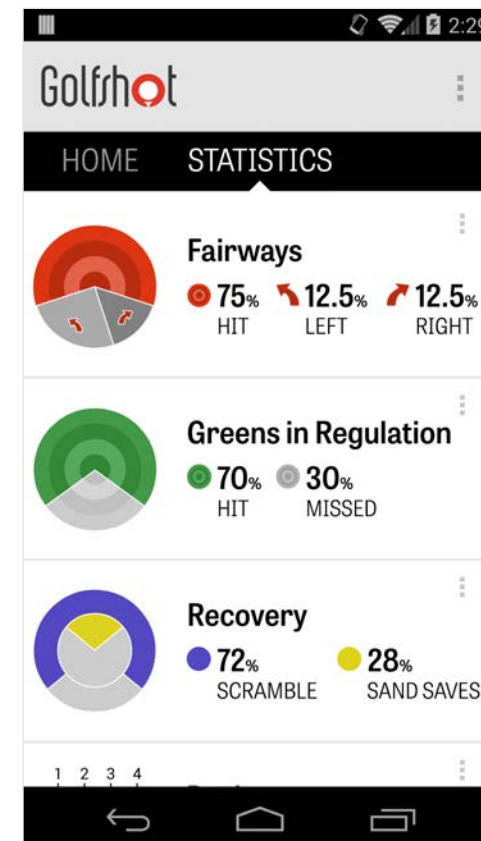 2:29
Golfshot
HOME STATISTICS
Fairways
75% 12.5% 12.5%
HIT LEFT RIGHT
Greens in Regulation
70% 30%
HIT MISSED
Recovery
72% 28%
SCRAMBLE SAND SAVES
1 2 3 4